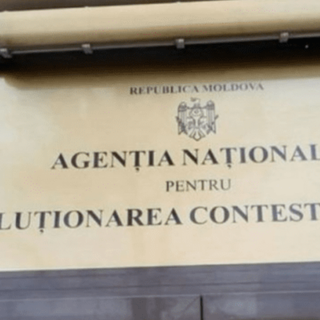 REPUBLICA MOLDOVA
AGENȚIA NAȚIONAL
PENTRU
LUȚIONAREA CONTEST